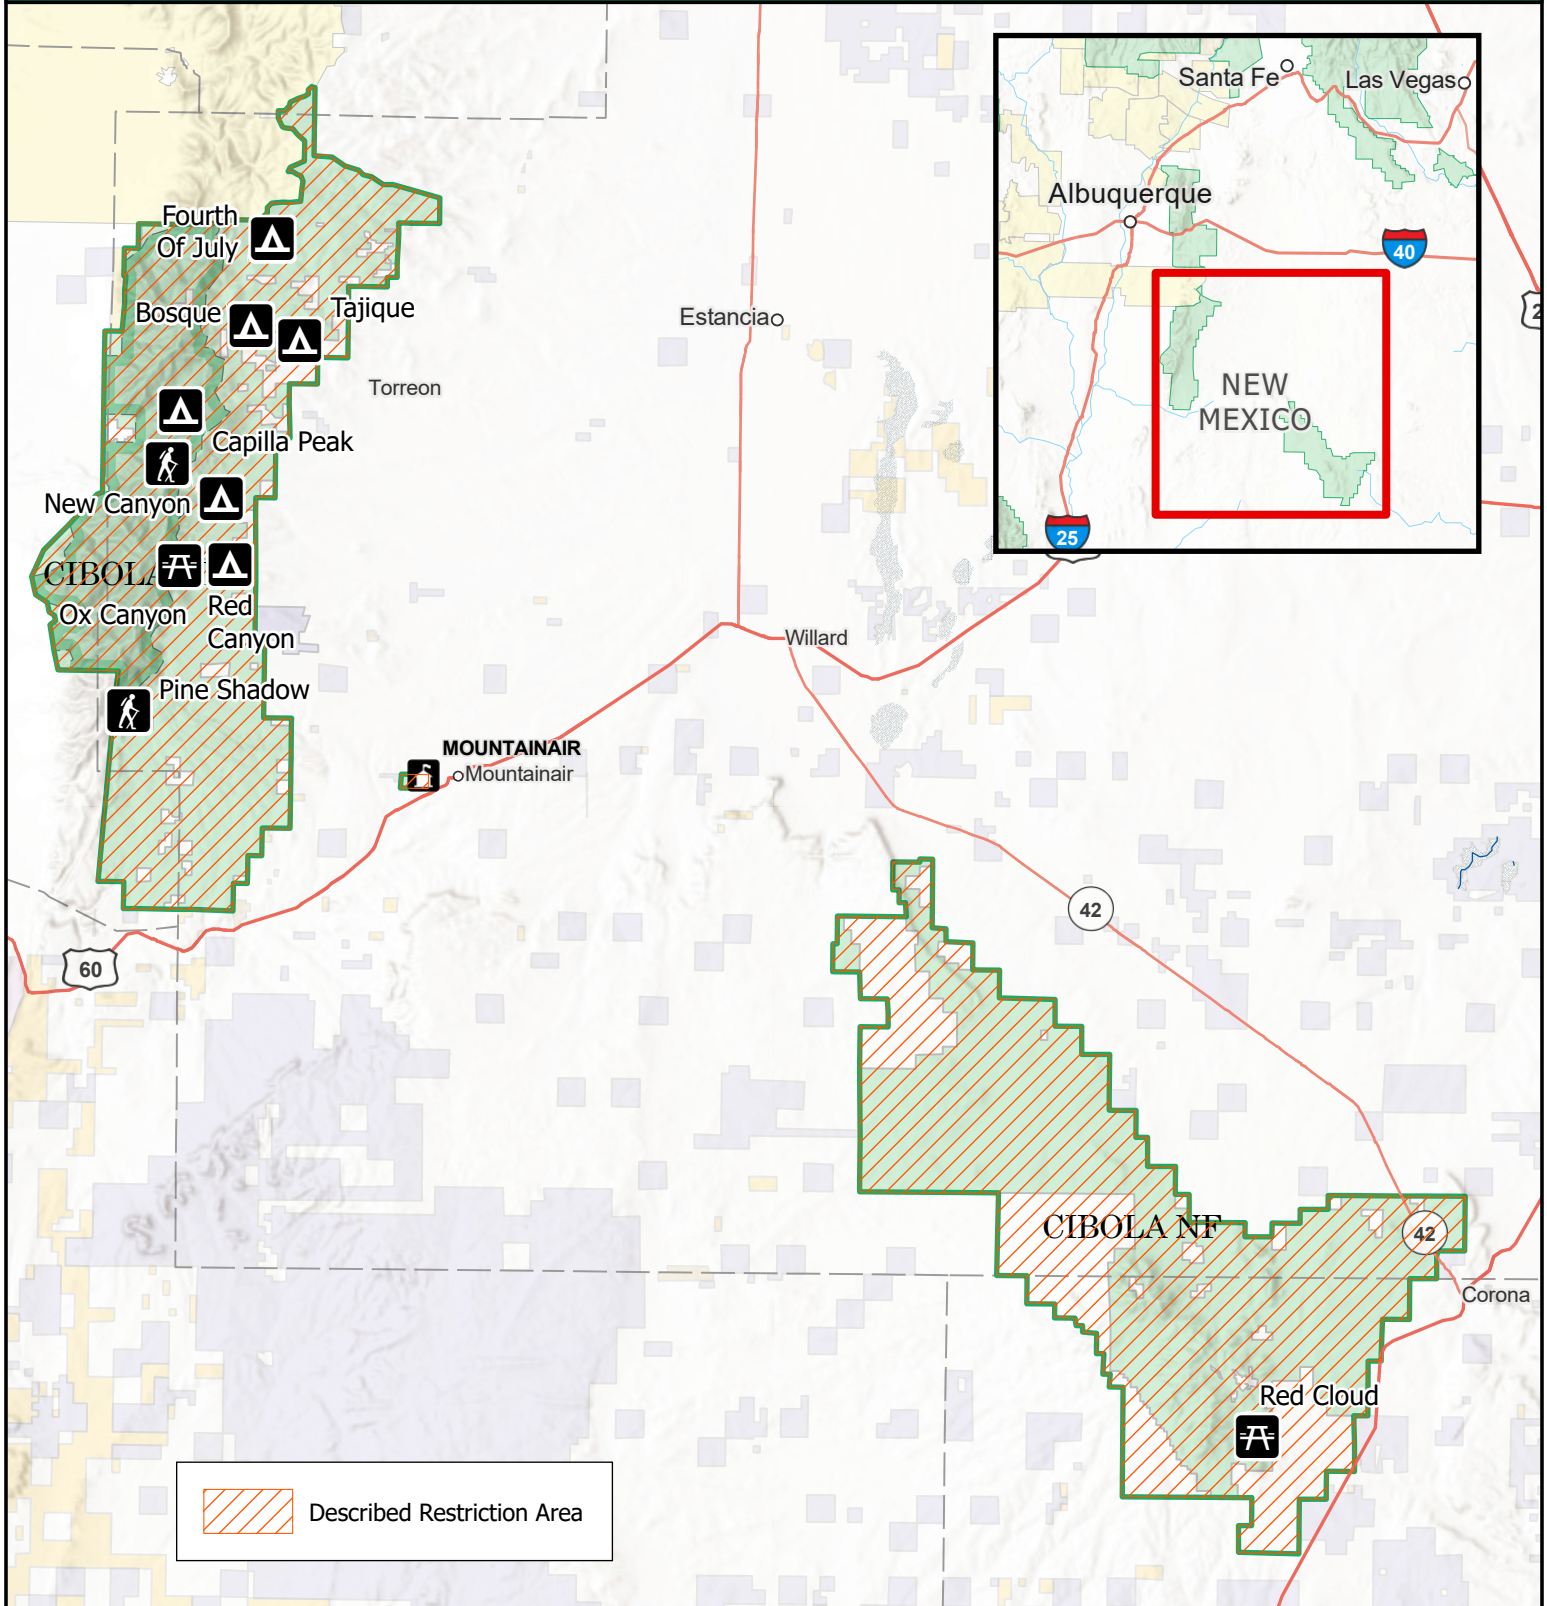 Santa Fe
Las Vegas
Albuquerque
40
NEW
MEXICO
25
2
Fourth
Of July
Bosque
Tajique
Estancia
Torreon
Capilla Peak
New Canyon
CIBOLA
Ox Canyon
Red
Canyon
Willard
Pine Shadow
MOUNTAINAIR
Mountainair
42
60
CIBOLA NF
42
Corona
Red Cloud
Described Restriction Area